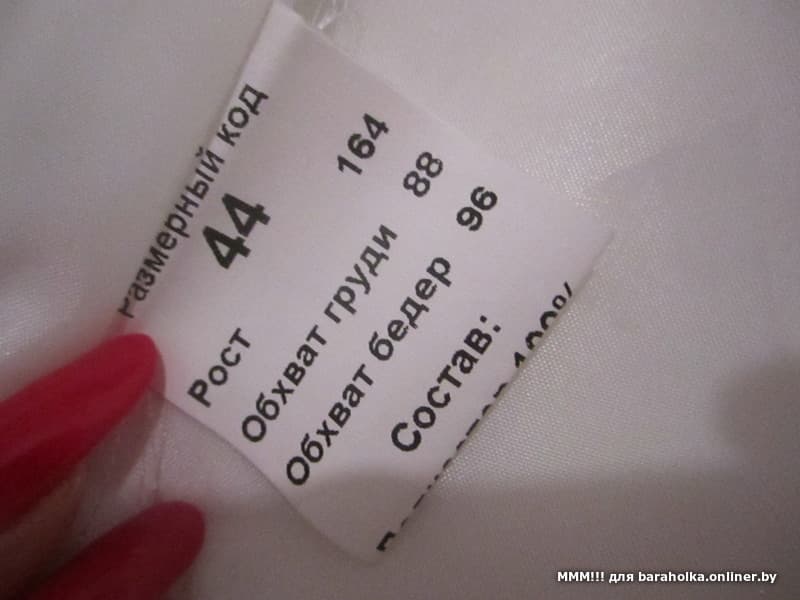 Размерный код
44
Рост 164
Обхват груди 88
Обхват бедер 96
Состав:
МММ!!! для baraholka.onliner.by